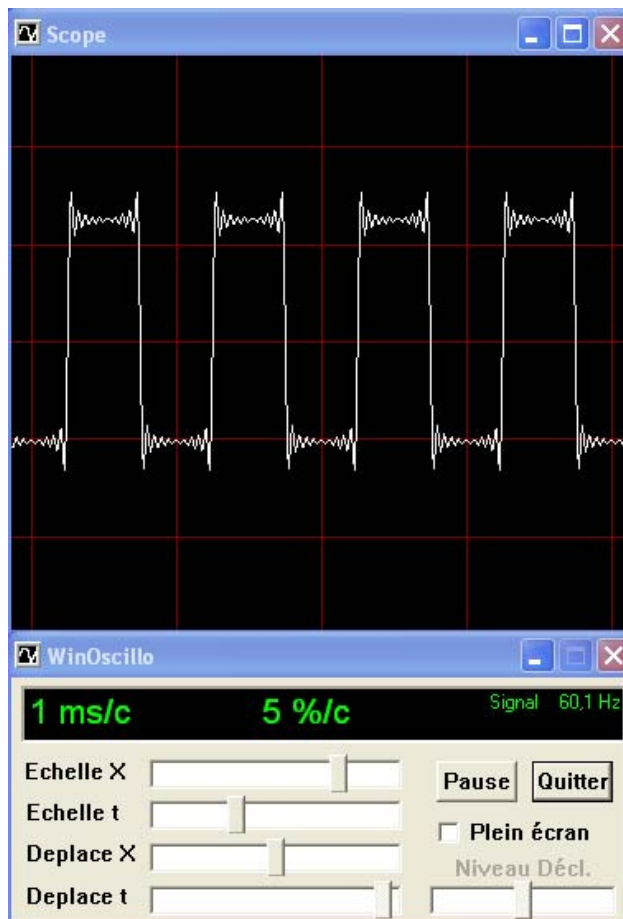 Scope
WinOscillo
1 ms/c 5 %/c Signal 60,1 Hz
Echelle X
Echelle t
Deplace X
Deplace t
Pause Quitter
Plein écran
Niveau Décl.